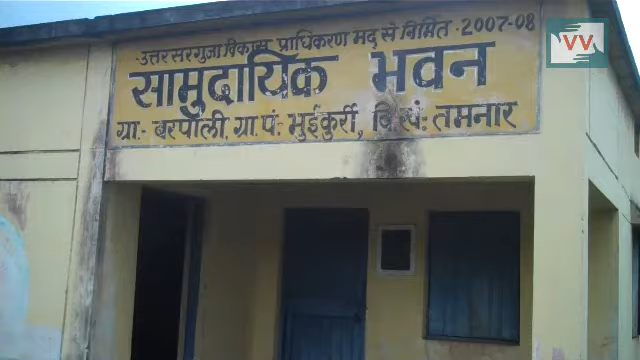 उत्तर सरगुजा विकास प्राधिकरण मद से निर्मित - 2007-08
सामुदायिक भवन
ग्रा:- बरपाली, ग्रा.पं:- भुईकुर्री, वि.खं:- तमनार
VV